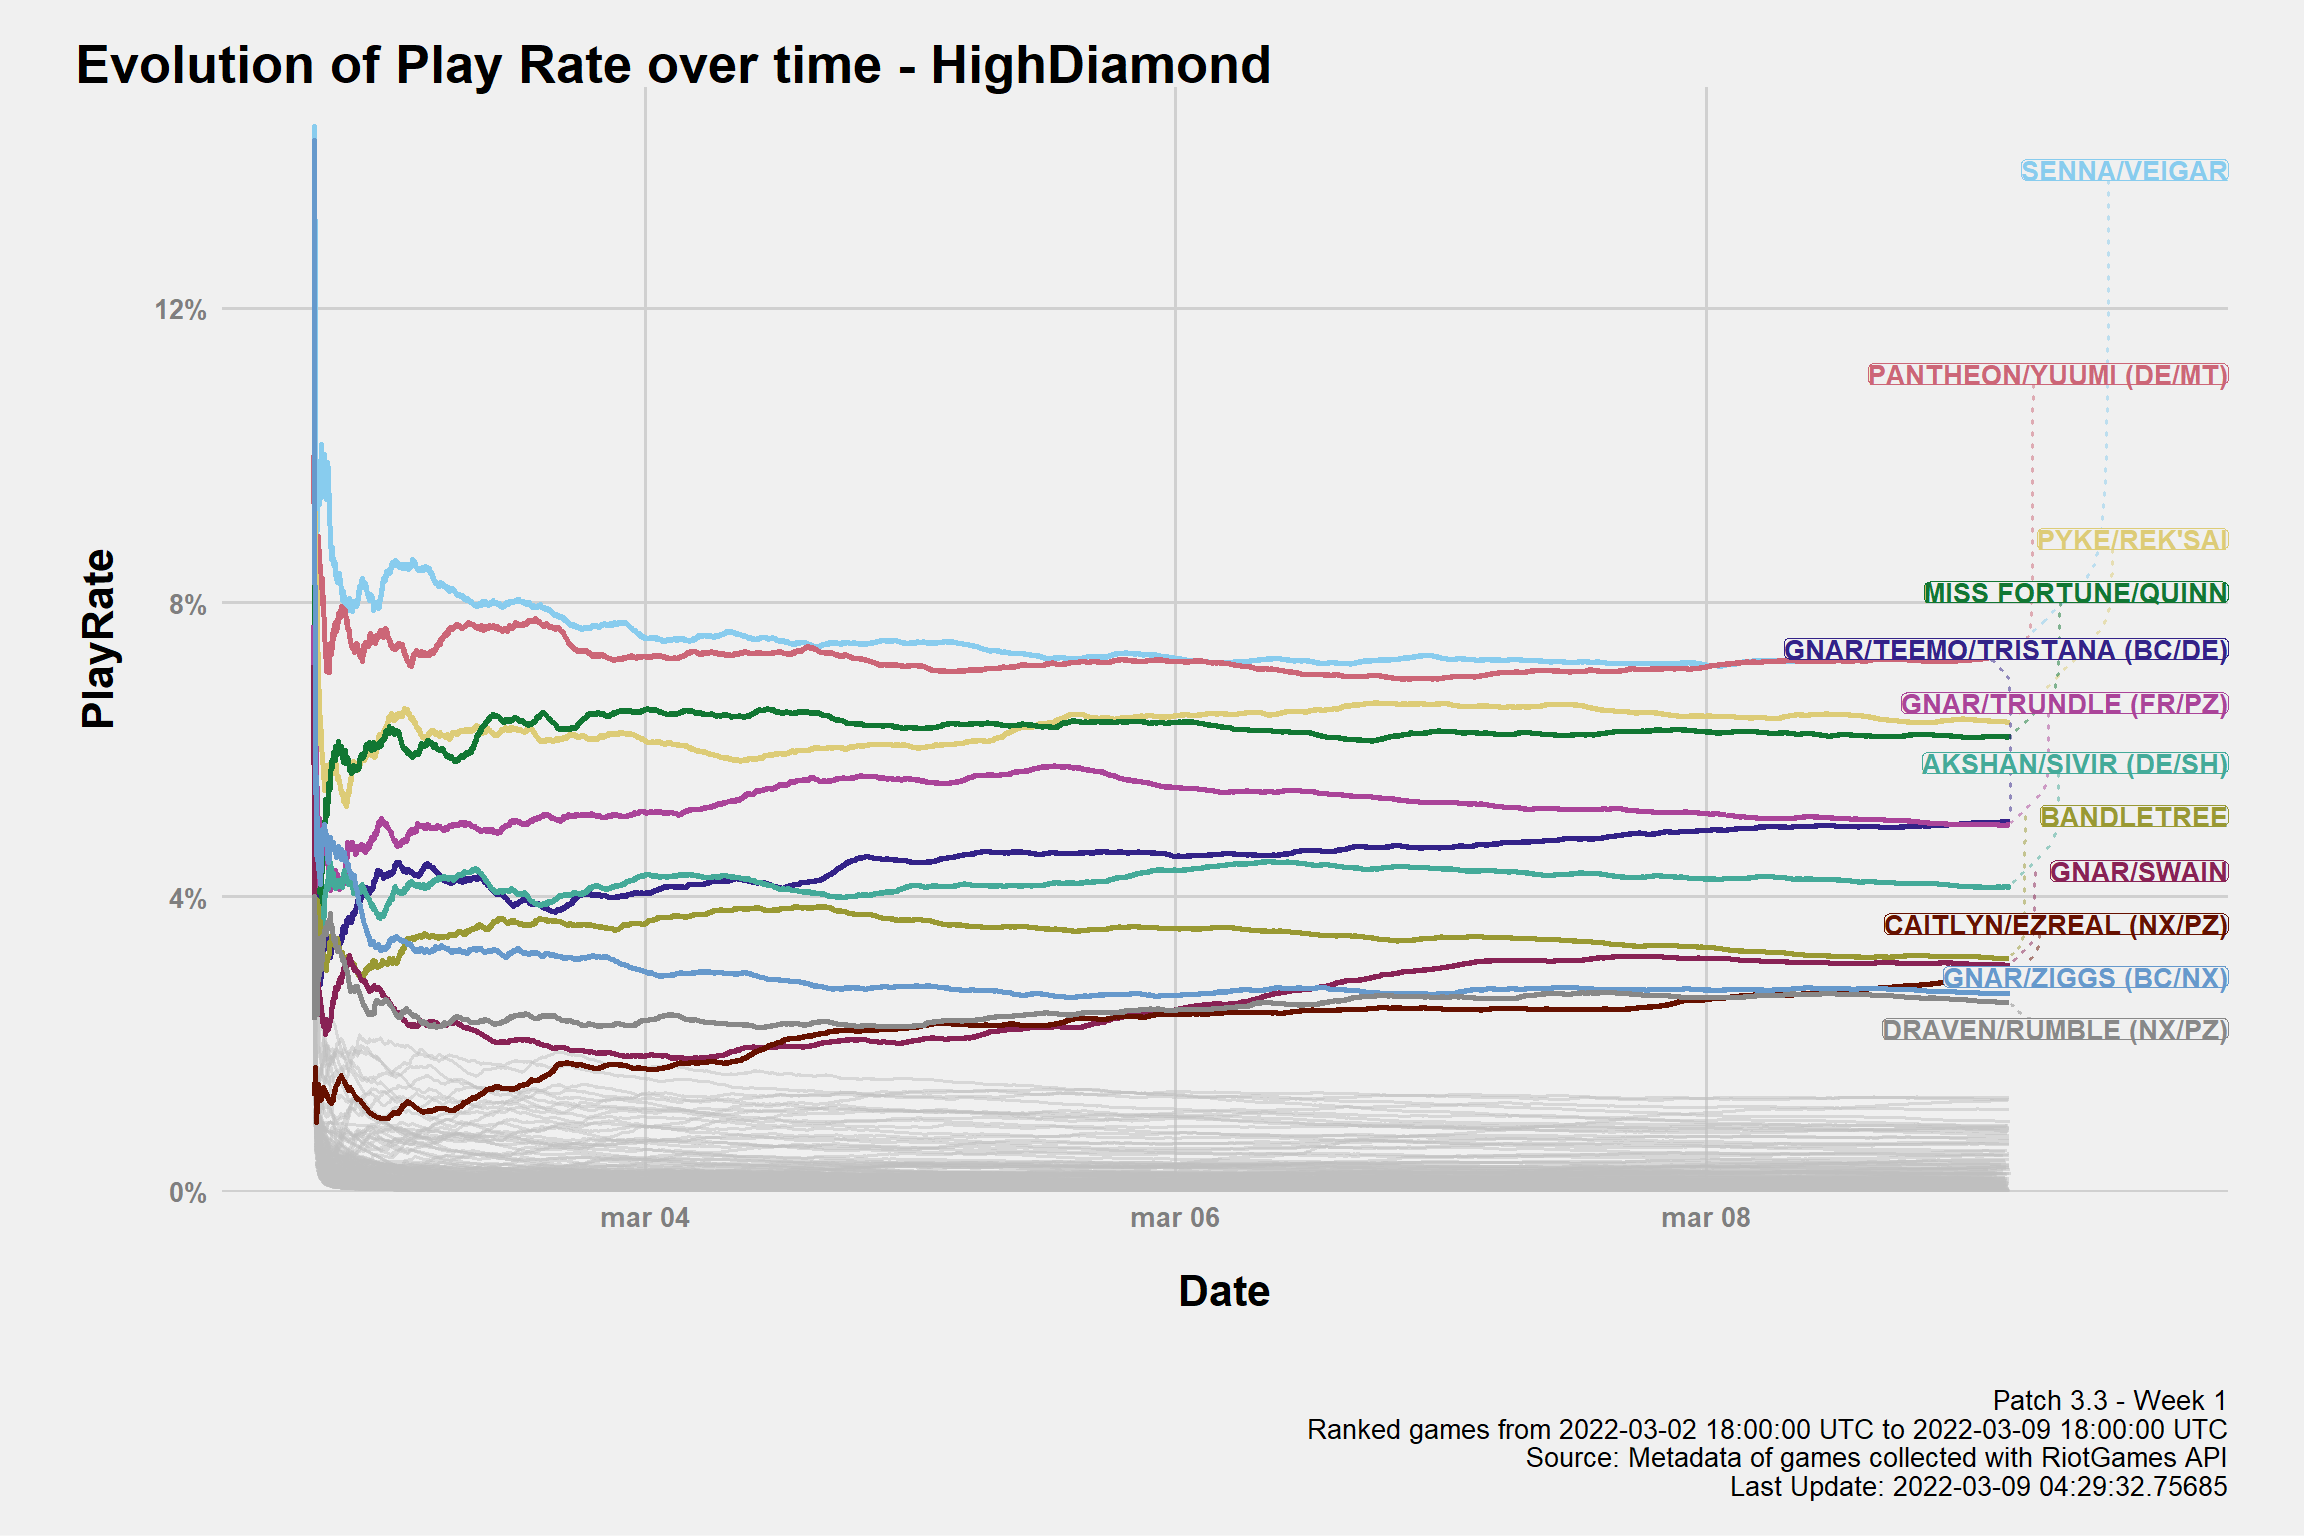 Evolution of Play Rate over time - HighDiamond
PlayRate
12%
8%
4%
0%
SENNA/VEIGAR
PANTHEON/YUUMI (DE/MT)
PYKE/REK'SAI
MISS FORTUNE/QUINN
GNAR/TEEMO/TRISTANA (BC/DE)
GNAR/TRUNDLE (FR/PZ)
AKSHAN/SIVIR (DE/SH)
BANDLETREE
GNAR/SWAIN
CAITLYN/EZREAL (NX/PZ)
GNAR/ZIGGS (BC/NX)
DRAVEN/RUMBLE (NX/PZ)
mar 04
mar 06
mar 08
Date
Patch 3.3 - Week 1
Ranked games from 2022-03-02 18:00:00 UTC to 2022-03-09 18:00:00 UTC
Source: Metadata of games collected with RiotGames API
Last Update: 2022-03-09 04:29:32.75685